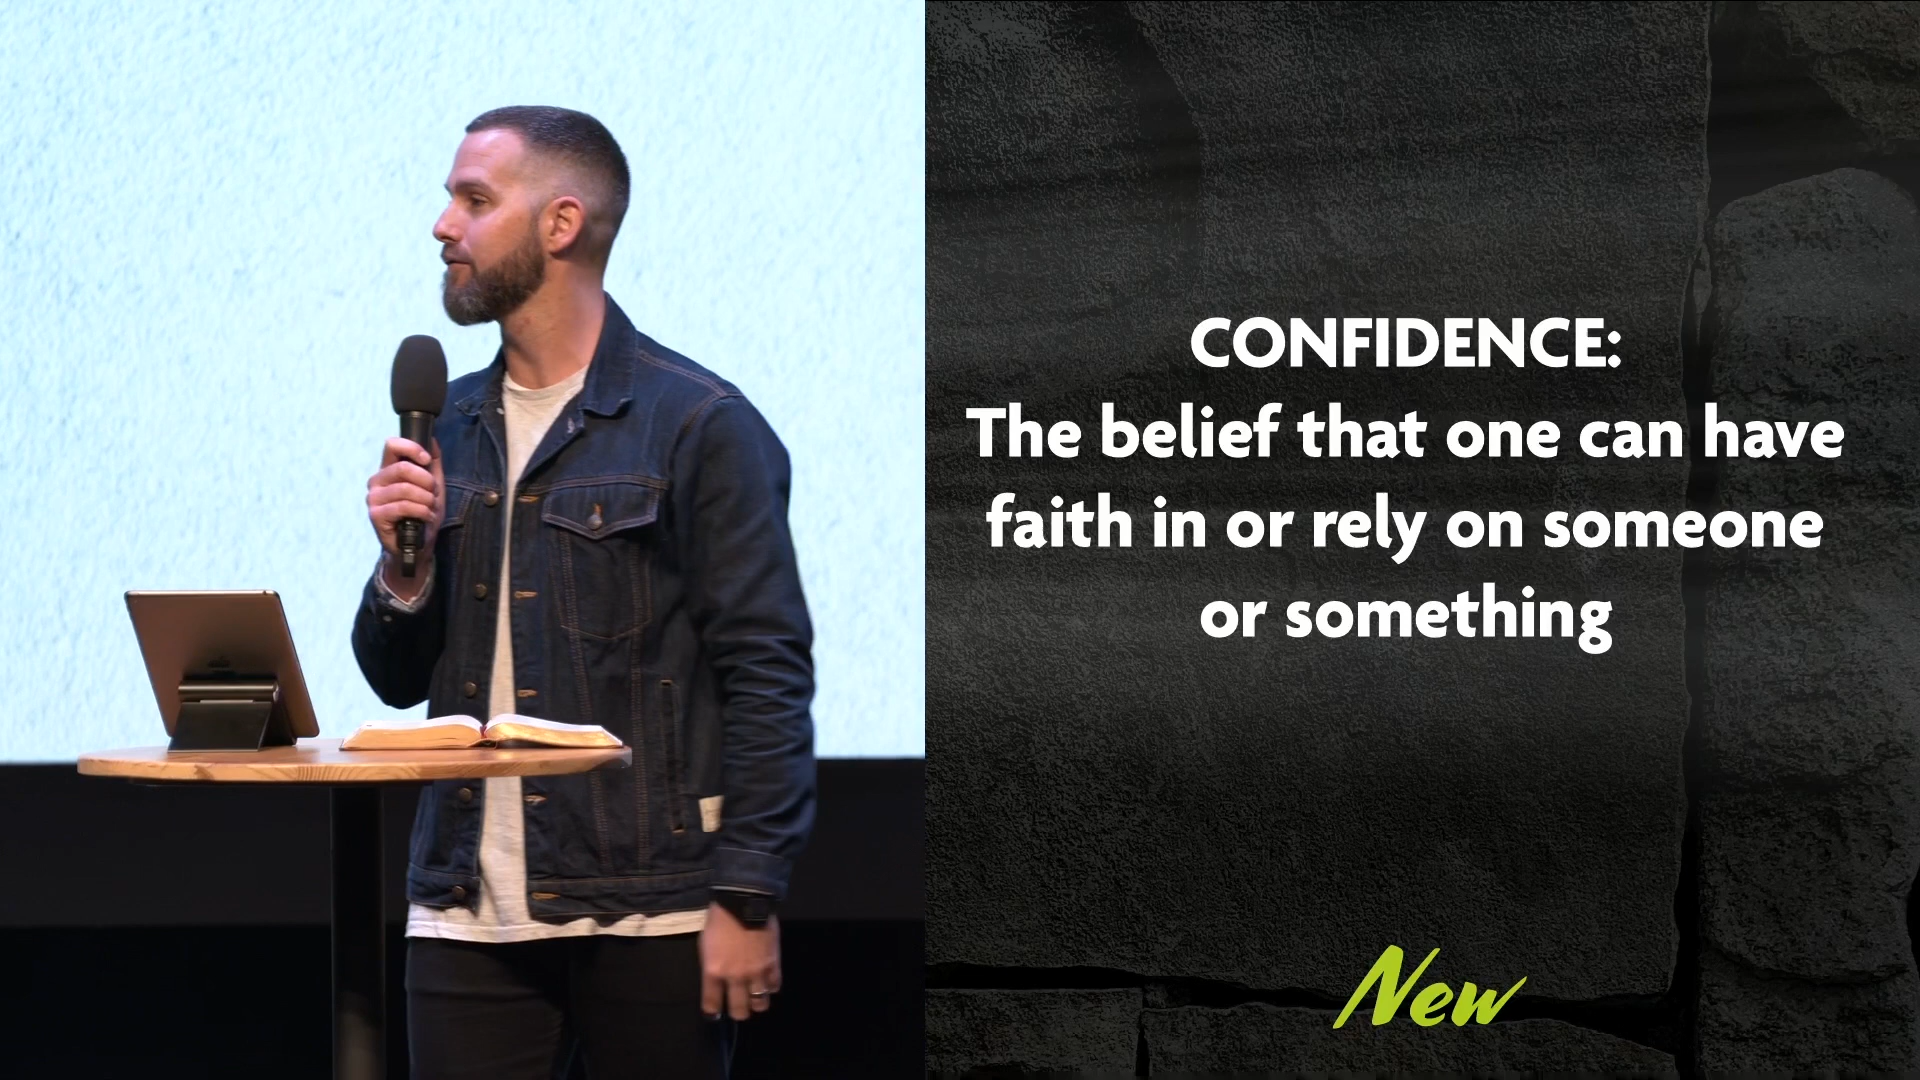 CONFIDENCE:
The belief that one can have
faith in or rely on someone
or something
New